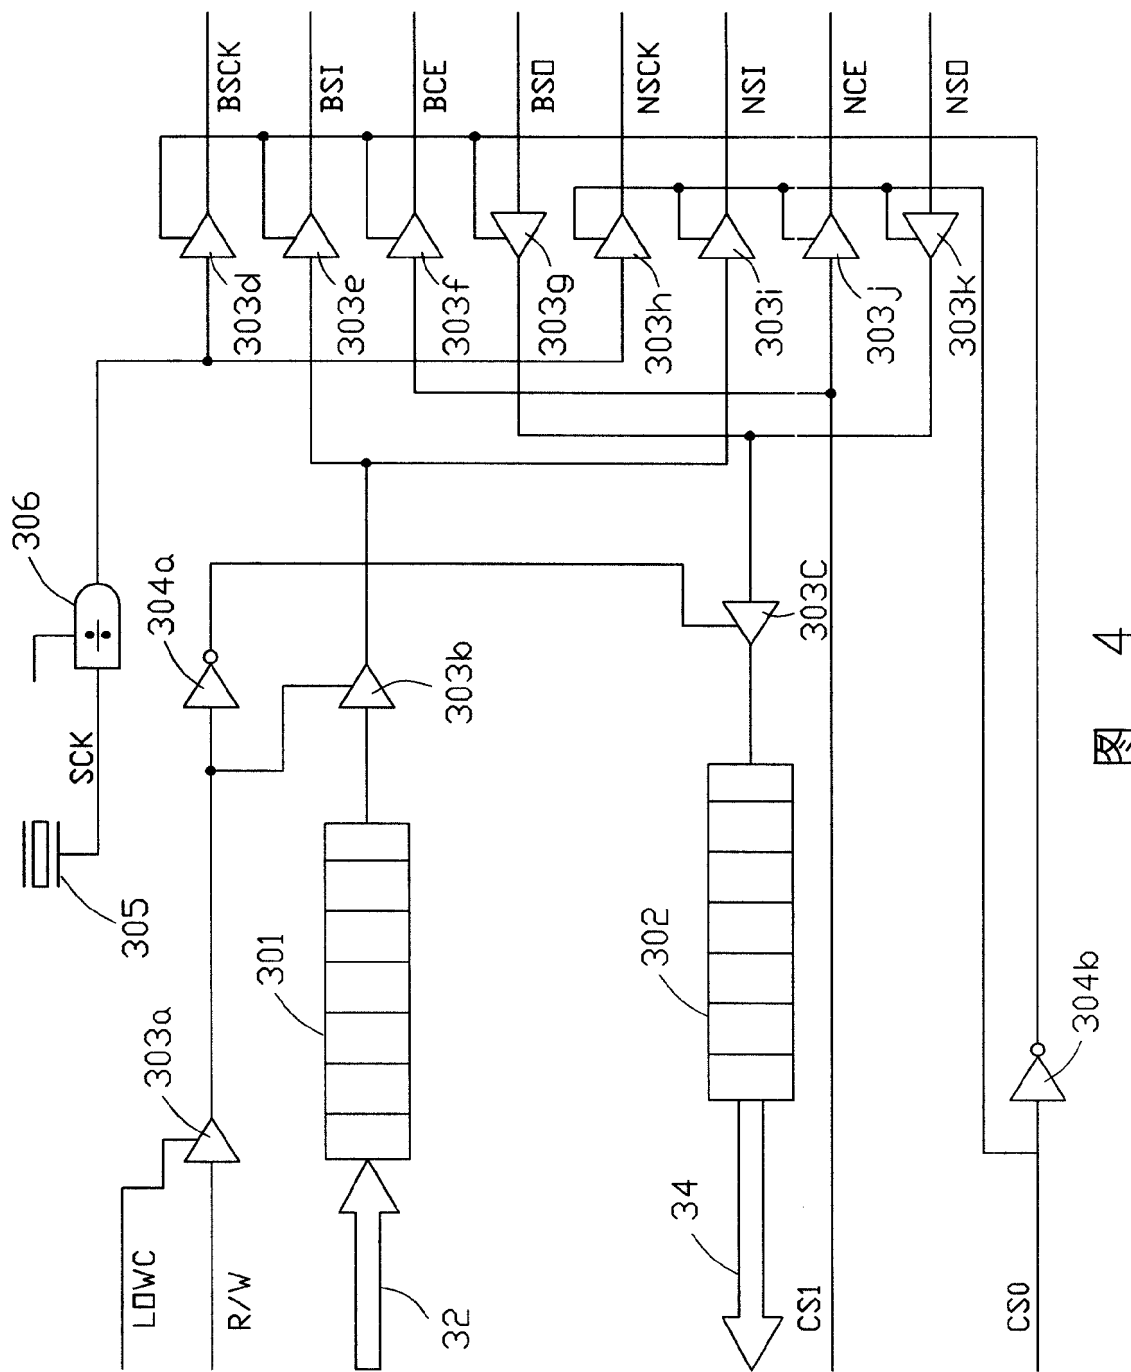 BSCK
BSI
BCE
BSO
NSCK
NSI
NCE
NSO
303d
303e
303f
303g
303h
303i
303j
303k
306
SCK
305
304a
303b
303C
303a
301
302
304b
LOWC
R/W
32
34
CS1
CS0
图 4